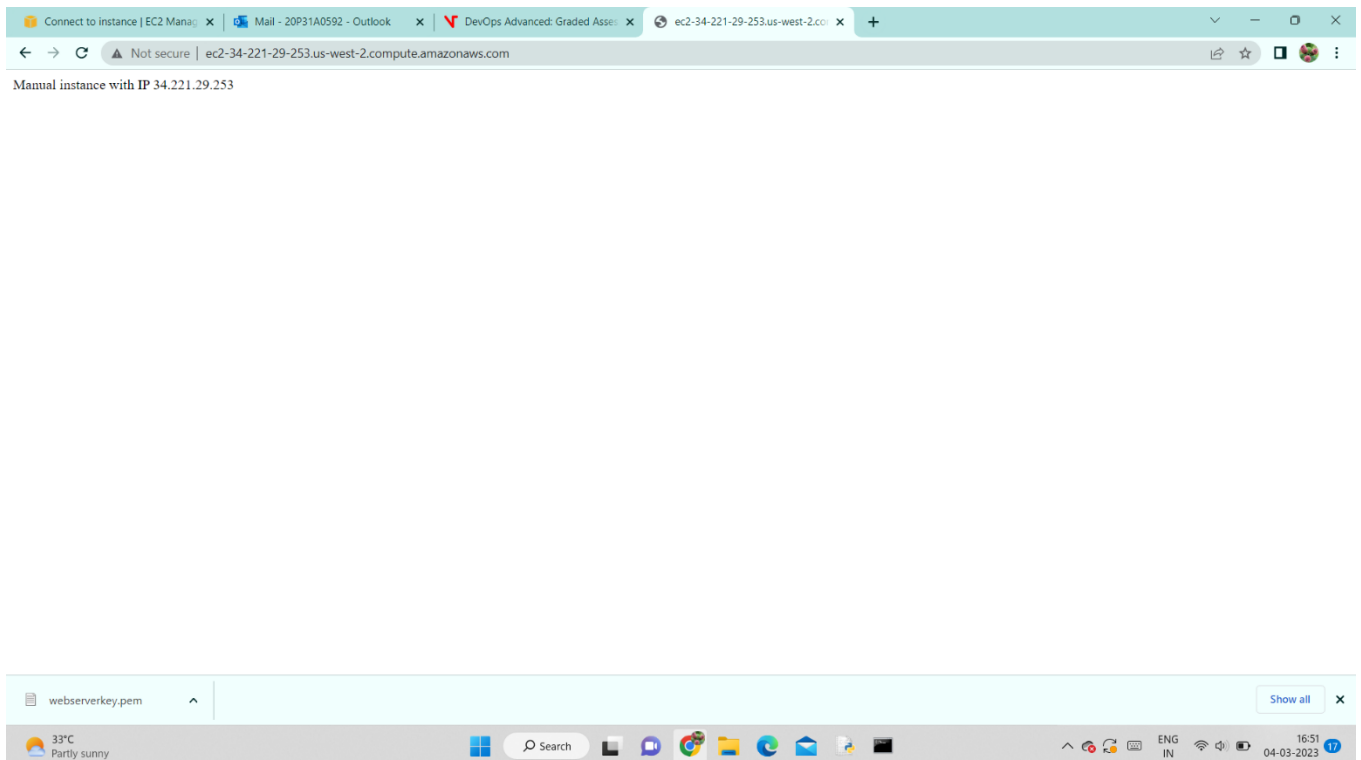 Connect to instance | EC2 Manag
Mail - 20P31A0592 - Outlook
DevOps Advanced: Graded Asses
ec2-34-221-29-253.us-west-2.co
Not secure | ec2-34-221-29-253.us-west-2.compute.amazonaws.com
Manual instance with IP 34.221.29.253
webserverkey.pem
Show all
33°C
Partly sunny
Search
ENG
IN
16:51
04-03-2023
17